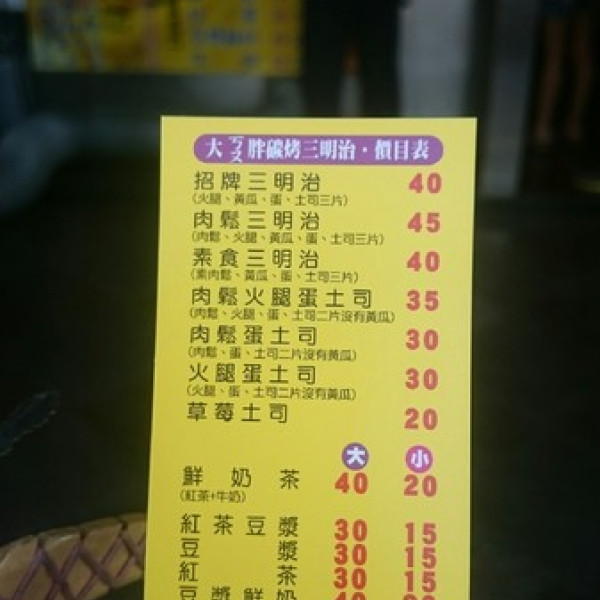 大ㄎㄡ胖碳烤三明治・價目表
招牌三明治 40
(火腿、黃瓜、蛋、土司三片)
肉鬆三明治 45
(肉鬆、火腿、黃瓜、蛋、土司三片)
素食三明治 40
(素肉鬆、黃瓜、蛋、土司三片)
肉鬆火腿蛋土司 35
(肉鬆、火腿、蛋、土司二片沒有黃瓜)
肉鬆蛋土司 30
(肉鬆、蛋、土司二片沒有黃瓜)
火腿蛋土司 30
(火腿、蛋、土司二片沒有黃瓜)
草莓土司 20
大 小
鮮奶茶 40 20
(紅茶+牛奶)
紅茶豆漿 30 15
豆漿 30 15
紅茶 30 15
豆漿鮮奶 40 20